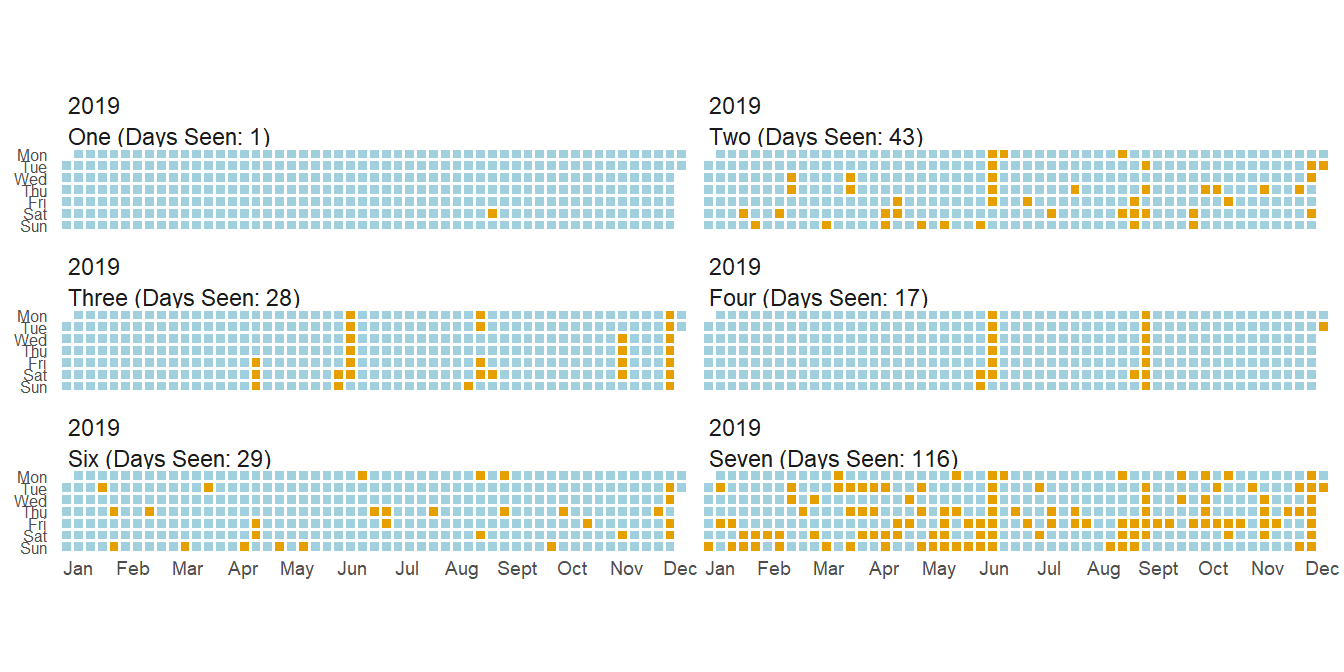 2019
One (Days Seen: 1)
Mon
Tue
Wed
Thu
Fri
Sat
Sun
2019
Two (Days Seen: 43)
2019
Three (Days Seen: 28)
Mon
Tue
Wed
Thu
Fri
Sat
Sun
2019
Four (Days Seen: 17)
2019
Six (Days Seen: 29)
Mon
Tue
Wed
Thu
Fri
Sat
Sun
Jan Feb Mar Apr May Jun Jul Aug Sept Oct Nov Dec
2019
Seven (Days Seen: 116)
Jan Feb Mar Apr May Jun Jul Aug Sept Oct Nov Dec